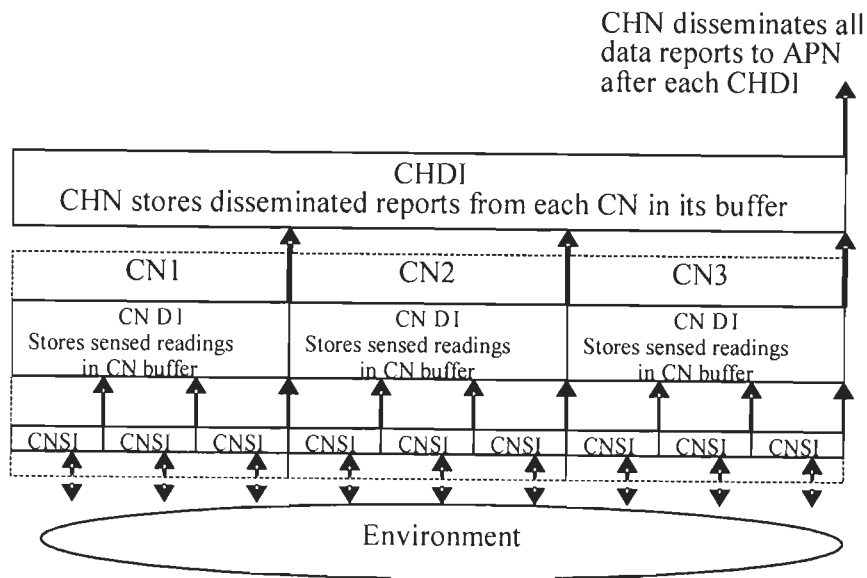 CHN disseminates all
data reports to APN
after each CHDI
CHDI
CHN stores disseminated reports from each CN in its buffer
CN1 CN2 CN3
CN DI CN DI CN DI
Stores sensed readings Stores sensed readings Stores sensed readings
in CN buffer in CN buffer in CN buffer
CNSI CNSI CNSI CNSI CNSI CNSI CNSI CNSI CNSI
Environment